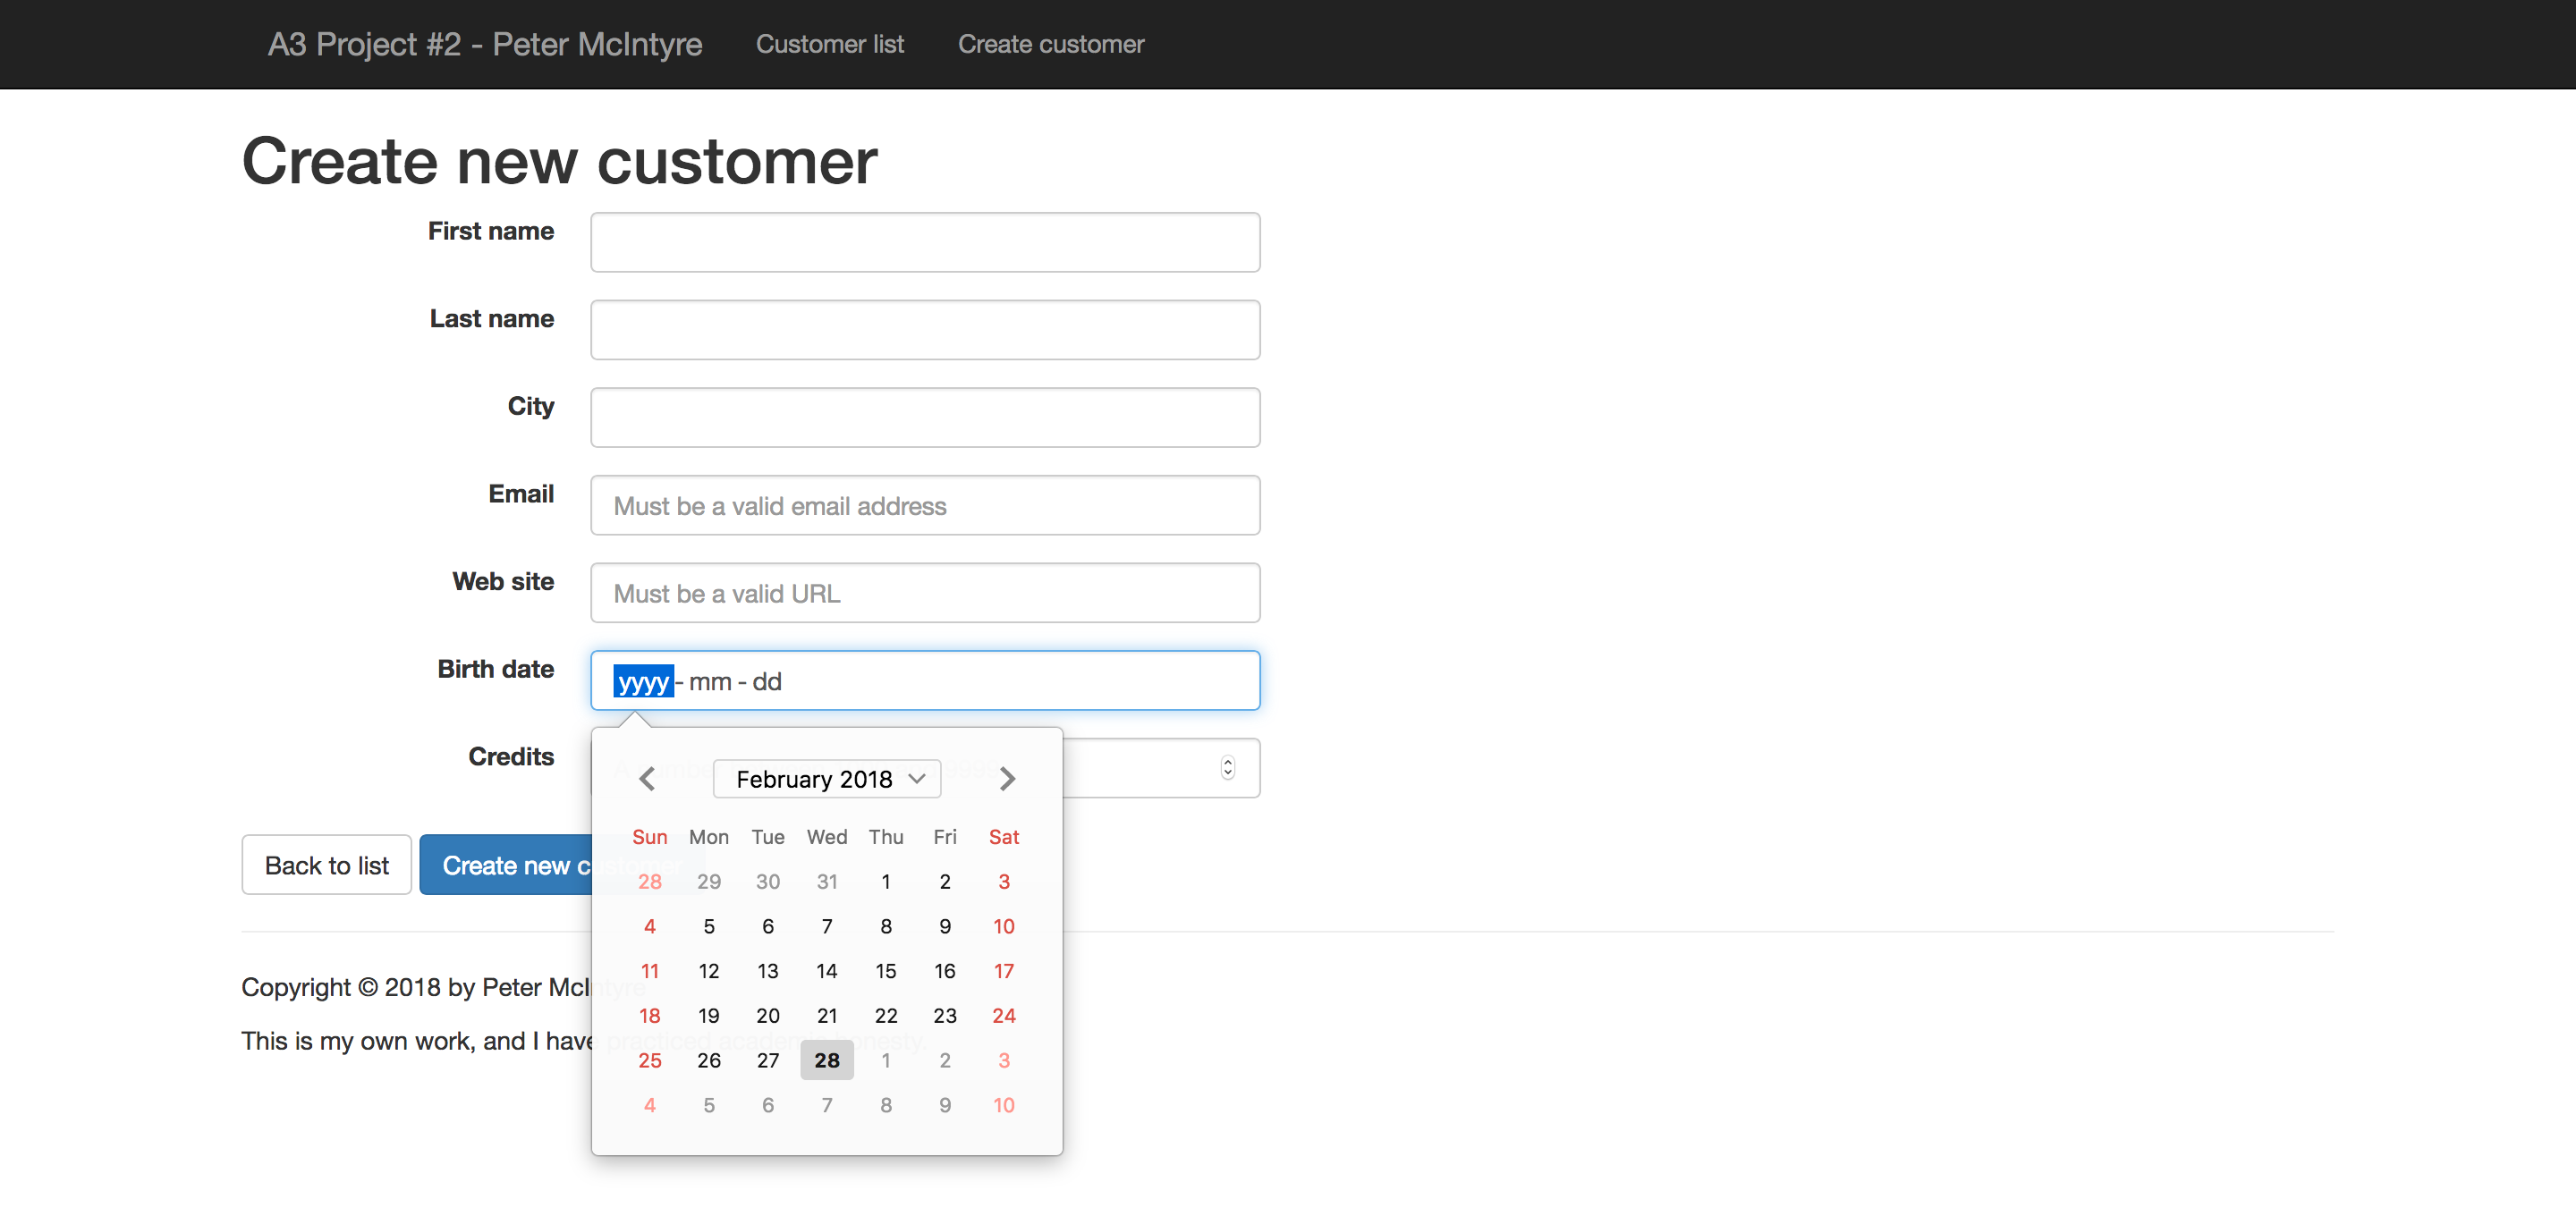 A3 Project #2 - Peter McIntyre Customer list Create customer
Create new customer
First name
Last name
City
Email Must be a valid email address
Web site Must be a valid URL
Birth date yyyy - mm - dd
Credits
February 2018
Sun Mon Tue Wed Thu Fri Sat
28 29 30 31 1 2 3
4 5 6 7 8 9 10
11 12 13 14 15 16 17
18 19 20 21 22 23 24
25 26 27 28 1 2 3
4 5 6 7 8 9 10
Back to list Create new customer
Copyright © 2018 by Peter McIntyre
This is my own work, and I have practiced academic honesty.